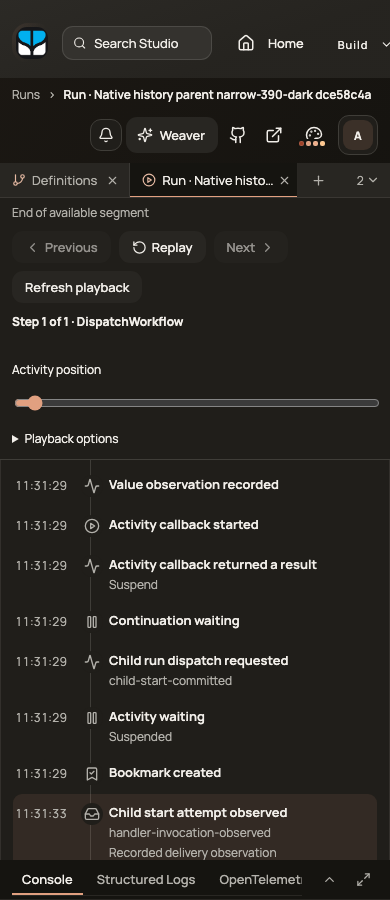 Search Studio
Home
Build
Runs > Run · Native history parent narrow-390-dark dce58c4a
Weaver
A
Definitions
Run · Native histo...
2
End of available segment
Previous
Replay
Next
Refresh playback
Step 1 of 1 · DispatchWorkflow
Activity position
Playback options
11:31:29 Value observation recorded
11:31:29 Activity callback started
11:31:29 Activity callback returned a result
Suspend
11:31:29 Continuation waiting
11:31:29 Child run dispatch requested
child-start-committed
11:31:29 Activity waiting
Suspended
11:31:29 Bookmark created
11:31:33 Child start attempt observed
handler-invocation-observed
Recorded delivery observation
Console
Structured Logs
OpenTelemet